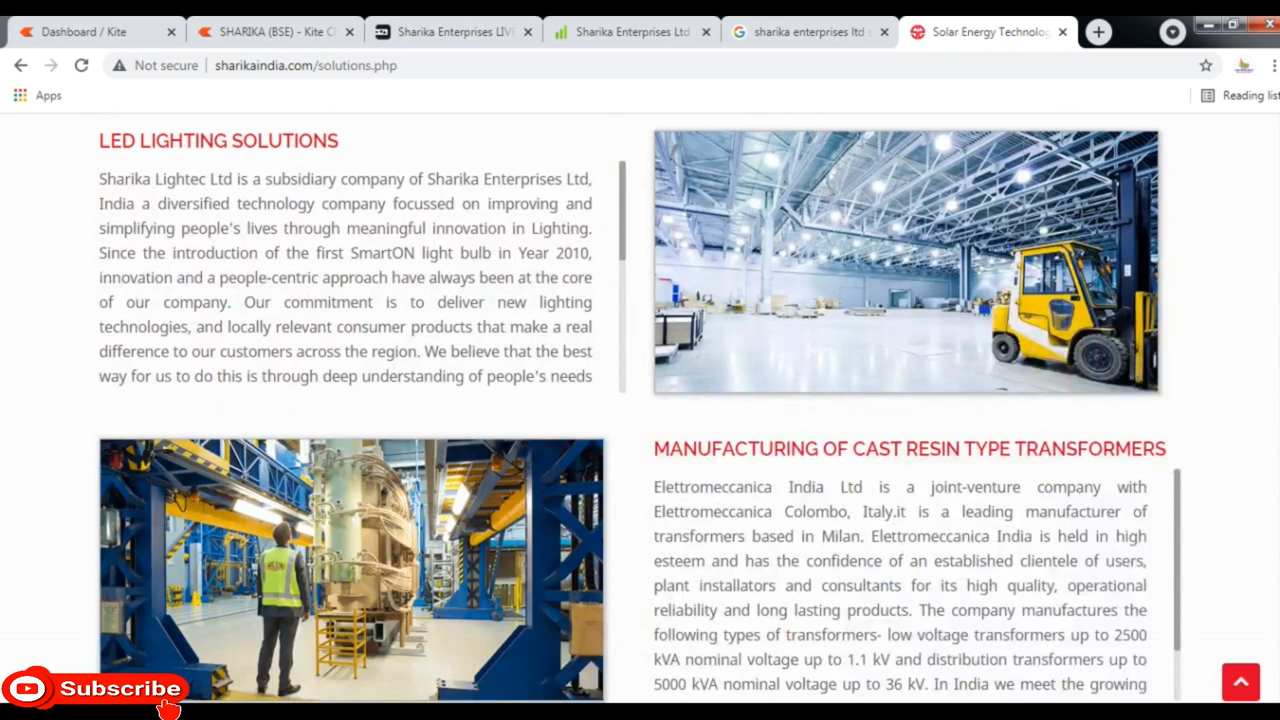 Dashboard / Kite
SHARIKA (BSE) - Kite
Sharika Enterprises
Sharika Enterprises Ltd
sharika enterprises ltd
Solar Energy Technolo
Not secure
sharikaindia.com/solutions.php
Apps
Reading list
LED LIGHTING SOLUTIONS
Sharika Lightec Ltd is a subsidiary company of Sharika Enterprises Ltd,
India a diversified technology company focussed on improving and
simplifying people's lives through meaningful innovation in Lighting.
Since the introduction of the first SmartON light bulb in Year 2010,
innovation and a people-centric approach have always been at the core
of our company. Our commitment is to deliver new lighting
technologies, and locally relevant consumer products that make a real
difference to our customers across the region. We believe that the best
way for us to do this is through deep understanding of people's needs
MANUFACTURING OF CAST RESIN TYPE TRANSFORMERS
Elettromeccanica India Ltd is a joint-venture company with
Elettromeccanica Colombo, Italy.it is a leading manufacturer of
transformers based in Milan. Elettromeccanica India is held in high
esteem and has the confidence of an established clientele of users,
plant installators and consultants for its high quality, operational
reliability and long lasting products. The company manufactures the
following types of transformers- low voltage transformers up to 2500
kVA nominal voltage up to 1.1 kV and distribution transformers up to
5000 kVA nominal voltage up to 36 kV. In India we meet the growing
Subscribe